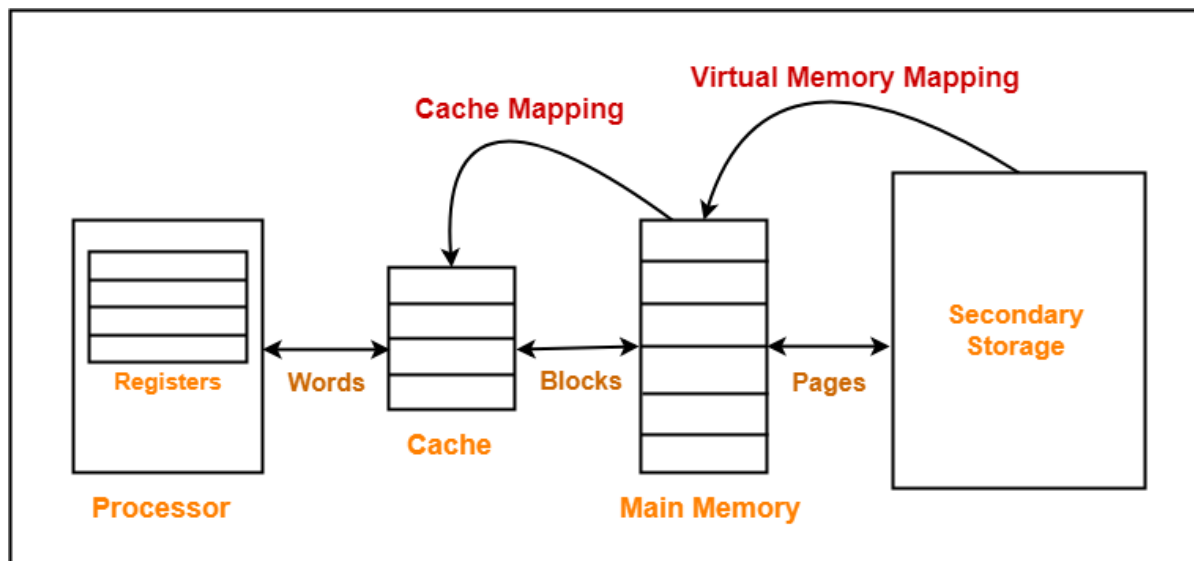 Virtual Memory Mapping
Cache Mapping
Registers
Words
Blocks
Pages
Secondary
Storage
Cache
Processor
Main Memory